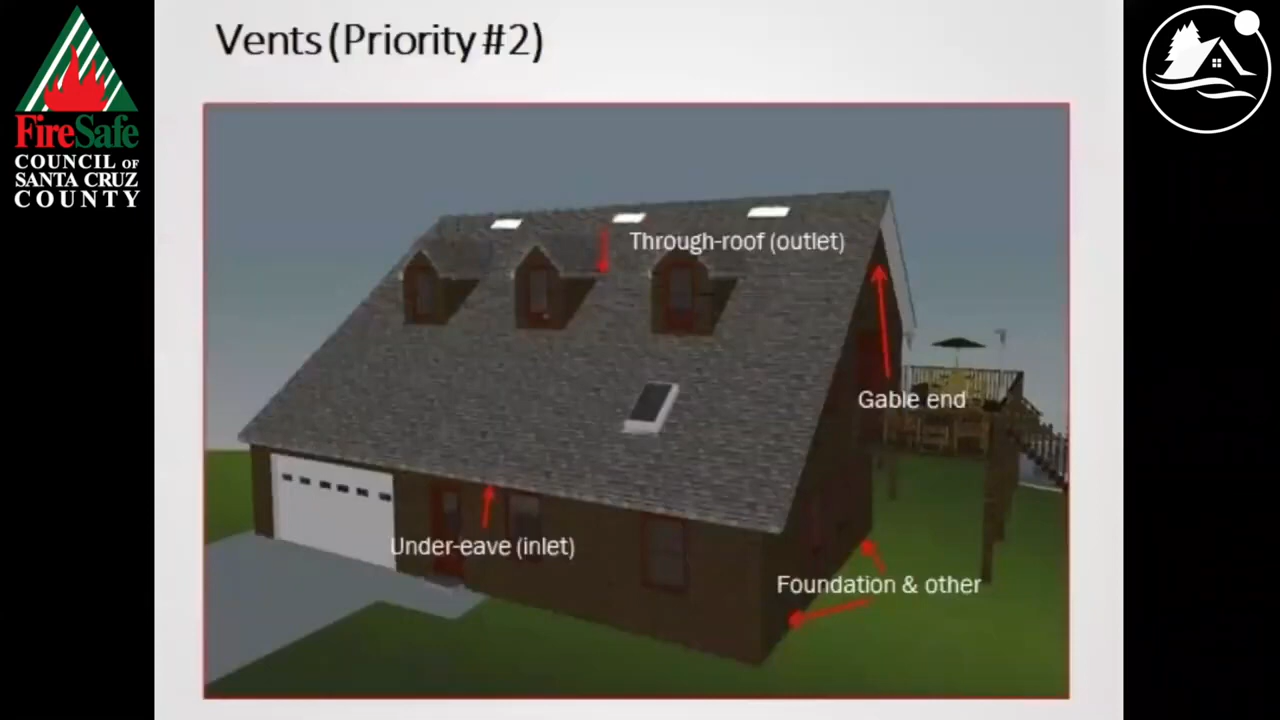 Vents (Priority #2)
FireSafe
COUNCIL OF
SANTA CRUZ
COUNTY
Through-roof (outlet)
Gable end
Under-eave (inlet)
Foundation & other